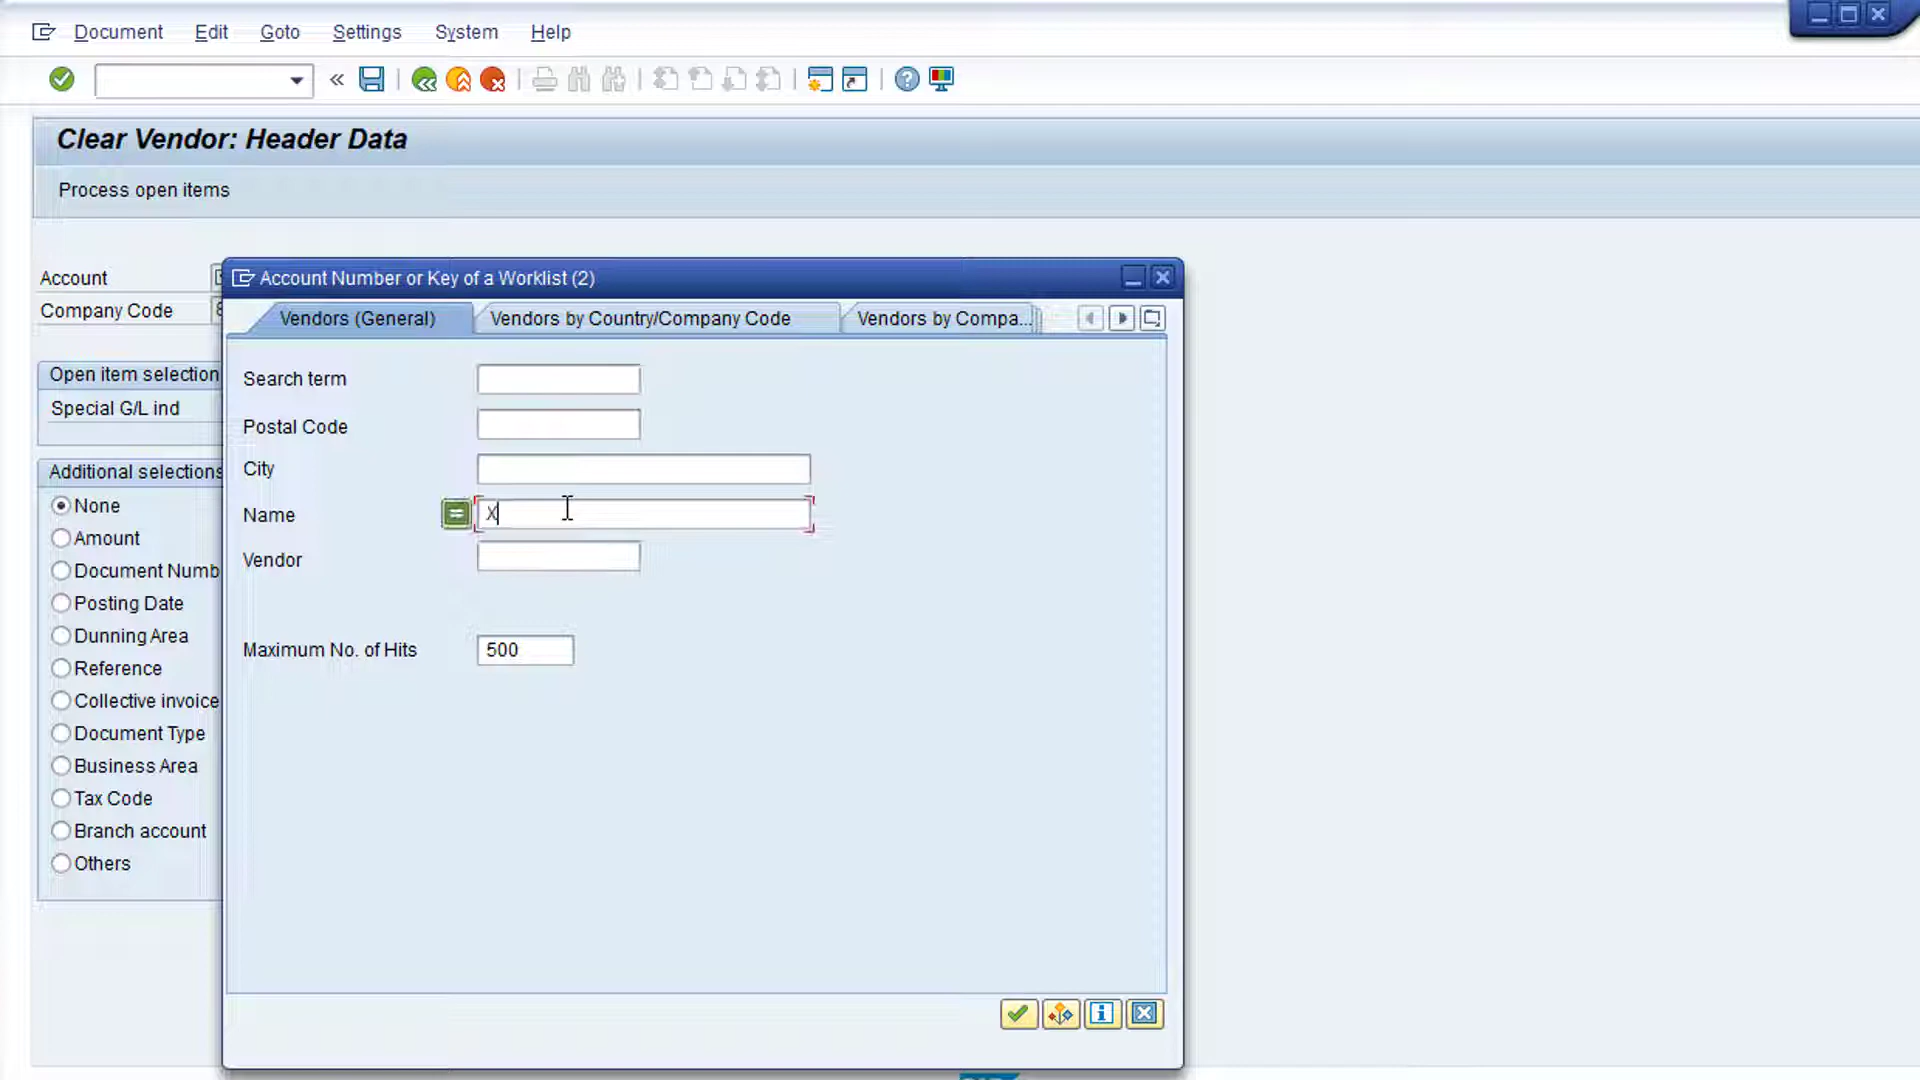 Document Edit Goto Settings System Help
Clear Vendor: Header Data
Process open items
Account
Company Code
Open item selection
Special G/L ind
Additional selections
None
Amount
Document Numb
Posting Date
Dunning Area
Reference
Collective invoice
Document Type
Business Area
Tax Code
Branch account
Others
Account Number or Key of a Worklist (2)
Vendors (General) Vendors by Country/Company Code Vendors by Compa...
Search term
Postal Code
City
Name X
Vendor
Maximum No. of Hits 500